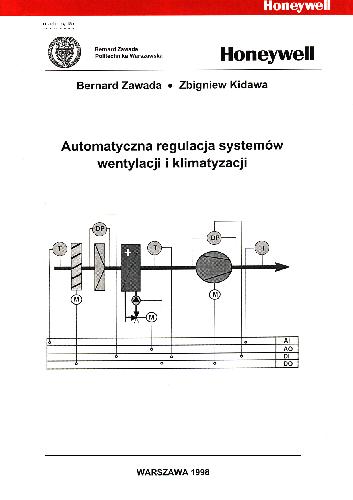 Honeywell
Bernard Zawada
Politechnika Warszawska
Honeywell
Bernard Zawada • Zbigniew Kidawa
Automatyczna regulacja systemów
wentylacji i klimatyzacji
DP
DP
T
+
T
M
M
M
AI
AO
DI
DO
WARSZAWA 1998